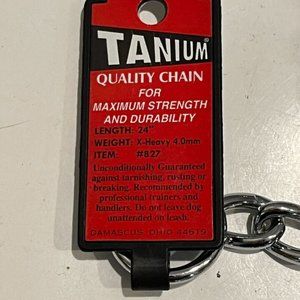 TANIUM®
QUALITY CHAIN
FOR
MAXIMUM STRENGTH
AND DURABILITY
LENGTH: 24"
WEIGHT: X-Heavy 4.0mm
ITEM: #827
Unconditionally Guaranteed
against tarnishing, rusting or
breaking. Recommended by
professional trainers and
handlers. Do not leave dog
unattended on leash.
DAMASCUS, OHIO 44619